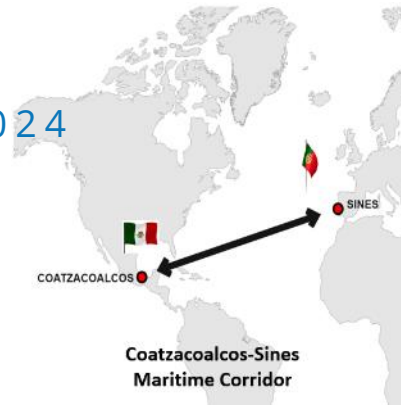 024
SINES
COATZACOALCOS
Coatzacoalcos-Sines
Maritime Corridor